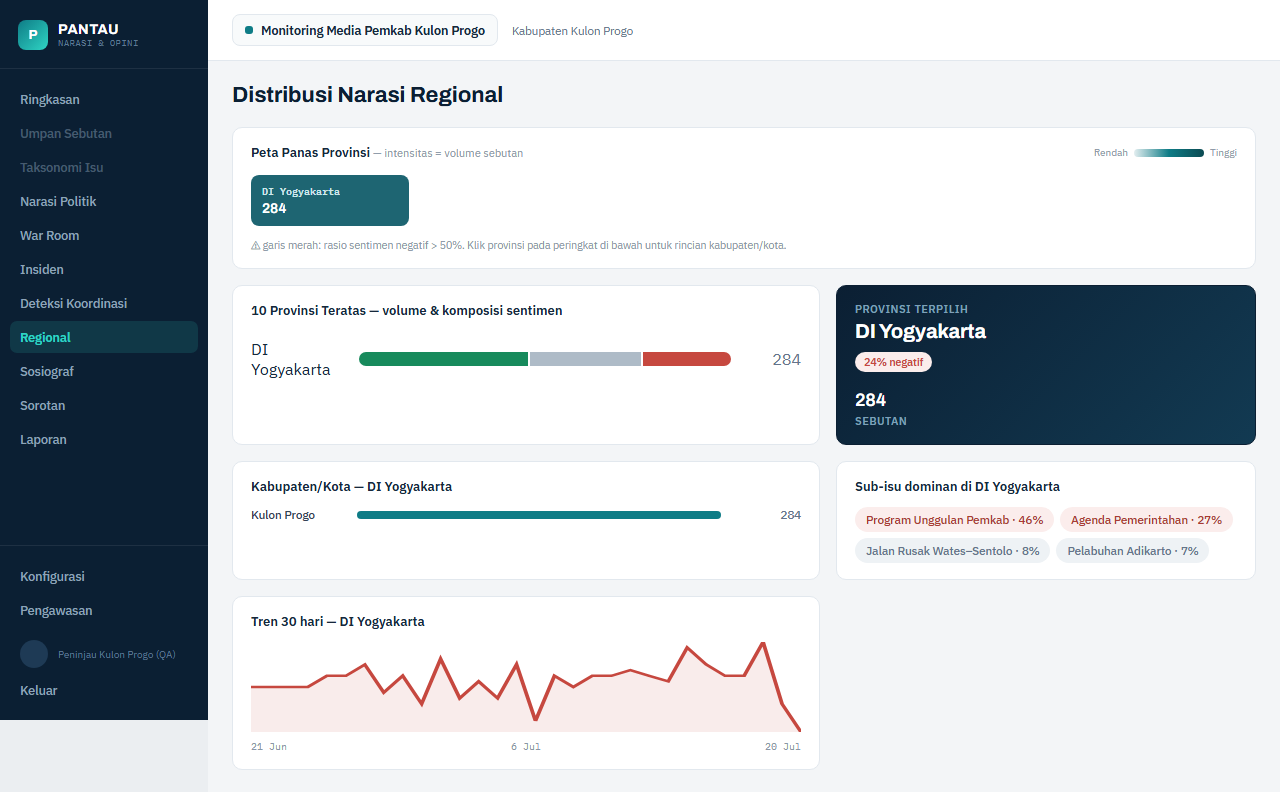 P
PANTAU
NARASI & OPINI
Ringkasan
Umpan Sebutan
Taksonomi Isu
Narasi Politik
War Room
Insiden
Deteksi Koordinasi
Regional
Sosiograf
Sorotan
Laporan
Konfigurasi
Pengawasan
Peninjau Kulon Progo (QA)
Keluar
Monitoring Media Pemkab Kulon Progo
Kabupaten Kulon Progo
Distribusi Narasi Regional
Peta Panas Provinsi — intensitas = volume sebutan
Rendah
Tinggi
DI Yogyakarta
284
⚠ garis merah: rasio sentimen negatif > 50%. Klik provinsi pada peringkat di bawah untuk rincian kabupaten/kota.
10 Provinsi Teratas — volume & komposisi sentimen
DI
Yogyakarta
284
PROVINSI TERPILIH
DI Yogyakarta
24% negatif
284
SEBUTAN
Kabupaten/Kota — DI Yogyakarta
Kulon Progo
284
Sub-isu dominan di DI Yogyakarta
Program Unggulan Pemkab · 46%
Agenda Pemerintahan · 27%
Jalan Rusak Wates–Sentolo · 8%
Pelabuhan Adikarto · 7%
Tren 30 hari — DI Yogyakarta
21 Jun
6 Jul
20 Jul